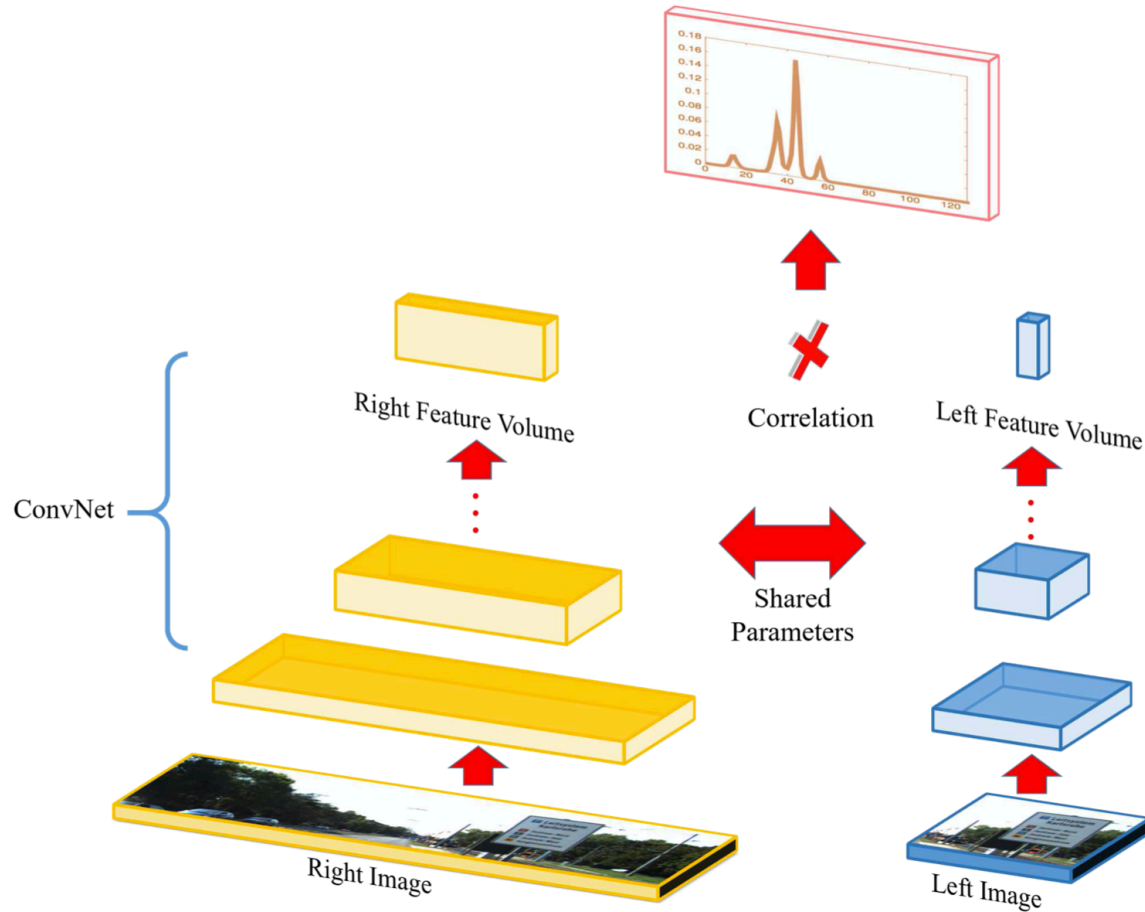 0.18
0.16
0.14
0.12
0.1
0.08
0.06
0.04
0.02
0
0 20 40 60 80 100 120
Right Feature Volume
Correlation
Left Feature Volume
ConvNet
Shared
Parameters
Right Image
Left Image